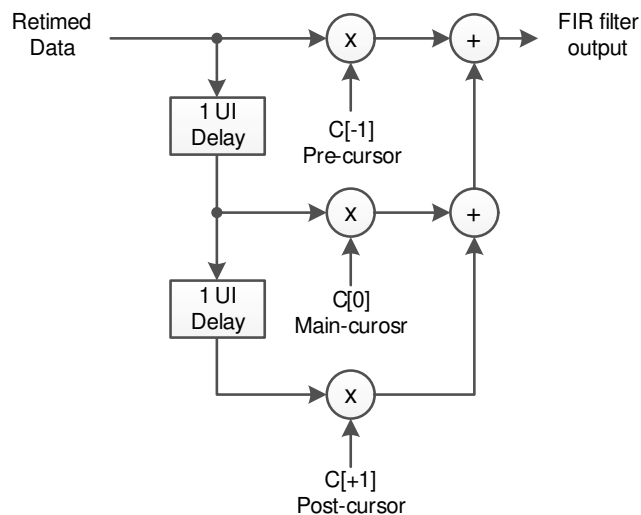 Retimed
Data
x
+
FIR filter
output
1 UI
Delay
C[-1]
Pre-cursor
x
+
1 UI
Delay
C[0]
Main-curosr
x
C[+1]
Post-cursor